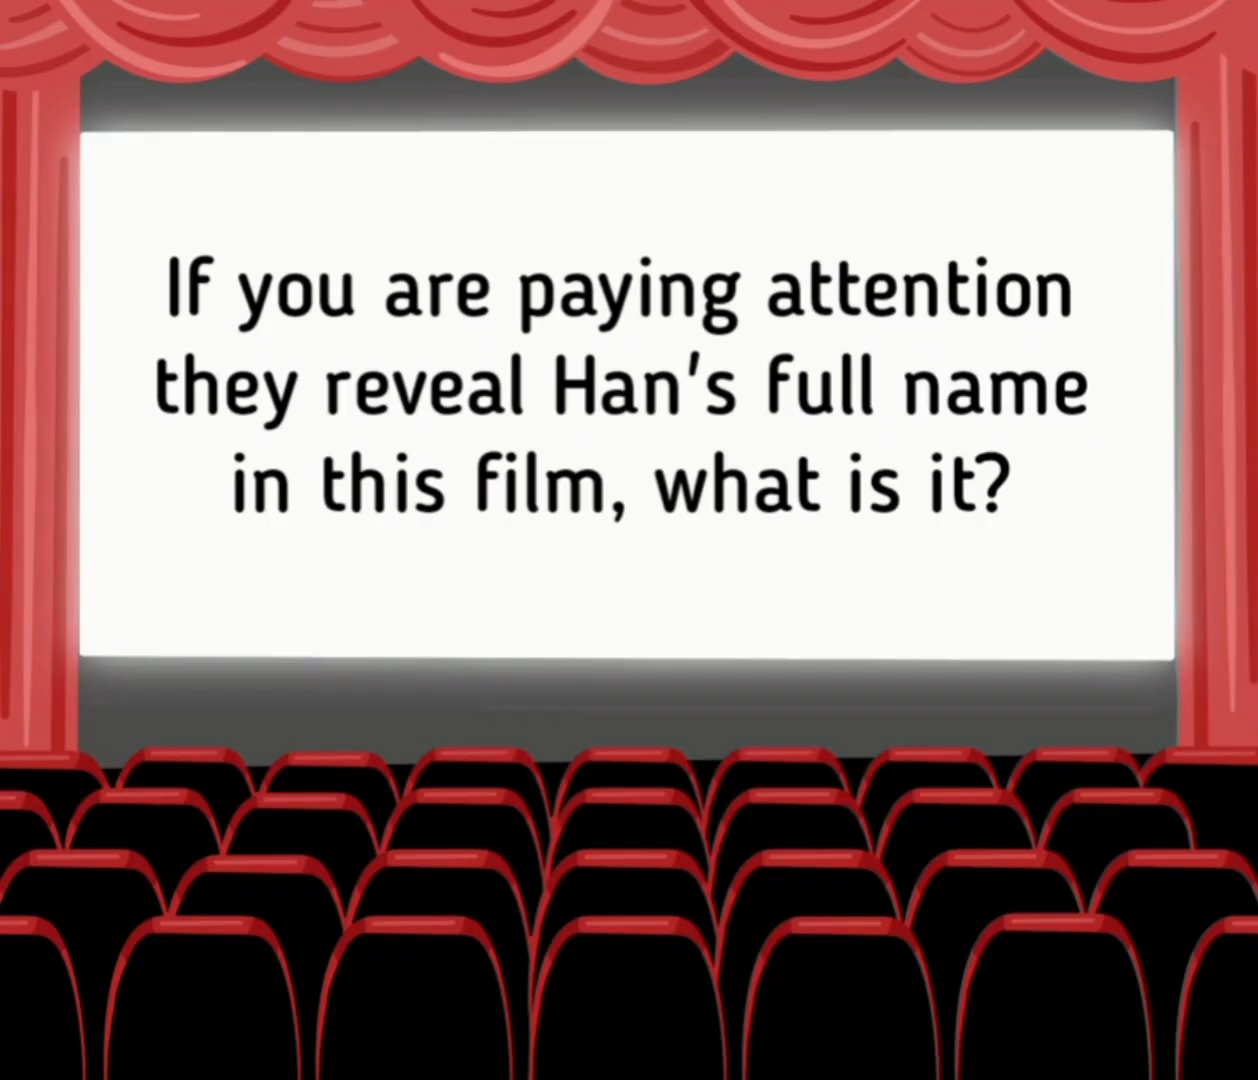 If you are paying attention
they reveal Han's full name
in this film, what is it?